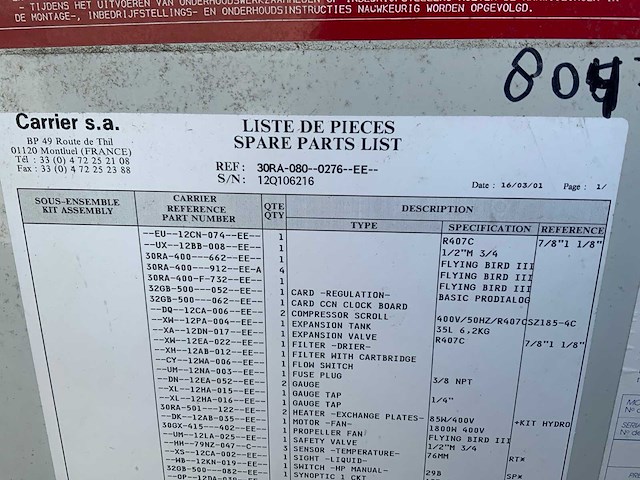 - TIJDENS HET UITVOEREN VAN ONDERHOUDSWERKZAAMHEDEN OF
DE MONTAGE-, INBEDRIJFSTELLINGS- EN ONDERHOUDSINSTRUCTIES NAUWKEURIG WORDEN OPGEVOLGD.
804
Carrier s.a.
BP 49 Route de Thil
01120 Montluel (FRANCE)
Tél : 33 (0) 4 72 25 21 08
Fax : 33 (0) 4 72 25 23 88
LISTE DE PIECES
SPARE PARTS LIST
REF: 30RA-080--0276--EE--
S/N: 12Q106216
Date : 16/03/01 Page : 1/
SOUS-ENSEMBLE KIT ASSEMBLY
CARRIER REFERENCE PART NUMBER
QTE QTY
DESCRIPTION
TYPE SPECIFICATION REFERENCE
--EU--12CN-074--EE-- 1 R407C 7/8"1 1/8"
--UX--12BB-008--EE-- 1 1/2"M 3/4
30RA-400---662--EE-- 1 FLYING BIRD III
30RA-400---912--EE-A 4 FLYING BIRD III
30RA-400--F-732--EE-- 1 FLYING BIRD III
32GB-500---052--EE-- 1 CARD -REGULATION- BASIC PRODIALOG
32GB-500---062--EE-- 1 CARD CCN CLOCK BOARD
--DQ--12CA-006--EE-- 2 COMPRESSOR SCROLL 400V/50HZ/R407CSZ185-4C
--XW--12PA-004--EE-- 1 EXPANSION TANK 35L 6,2KG
--XA--12DN-017--EE-- 1 EXPANSION VALVE R407C
--XW--12EA-022--EE-- 1 FILTER -DRIER- 7/8"1 1/8"
--XH--12AB-012--EE-- 1 FILTER WITH CARTBRIDGE
--CY--12WA-006--EE-- 1 FLOW SWITCH
--UM--12NA-003--EE-- 1 FUSE PLUG 3/8 NPT
--DN--12EA-052--EE-- 2 GAUGE
--XL--12HA-015--EE-- 1 GAUGE TAP 1/4"
--XL--12HA-016--EE-- 1 GAUGE TAP
30RA-501---122--EE-- 2 HEATER -EXCHANGE PLATES- 85W/400V *KIT HYDRO
--DK--12AB-035--EE-- 1 MOTOR -FAN- 1800W 400V
30GX-415---402--EE-- 1 PROPELLER FAN FLYING BIRD III
--UM--12LA-025--EE-- 1 SAFETY VALVE 1/2"M 3/4
--HH--79NZ-047--C-- 3 SENSOR -TEMPERATURE- 76MM RT*
--XS--12CA-002--EE-- 1 SIGHT -LIQUID-
--WB--12KN-019--EE-- 1 SWITCH -HP MANUAL- 29B SP*
32GB-500---082--EE-- 1 SYNOPTIC 1 CKT